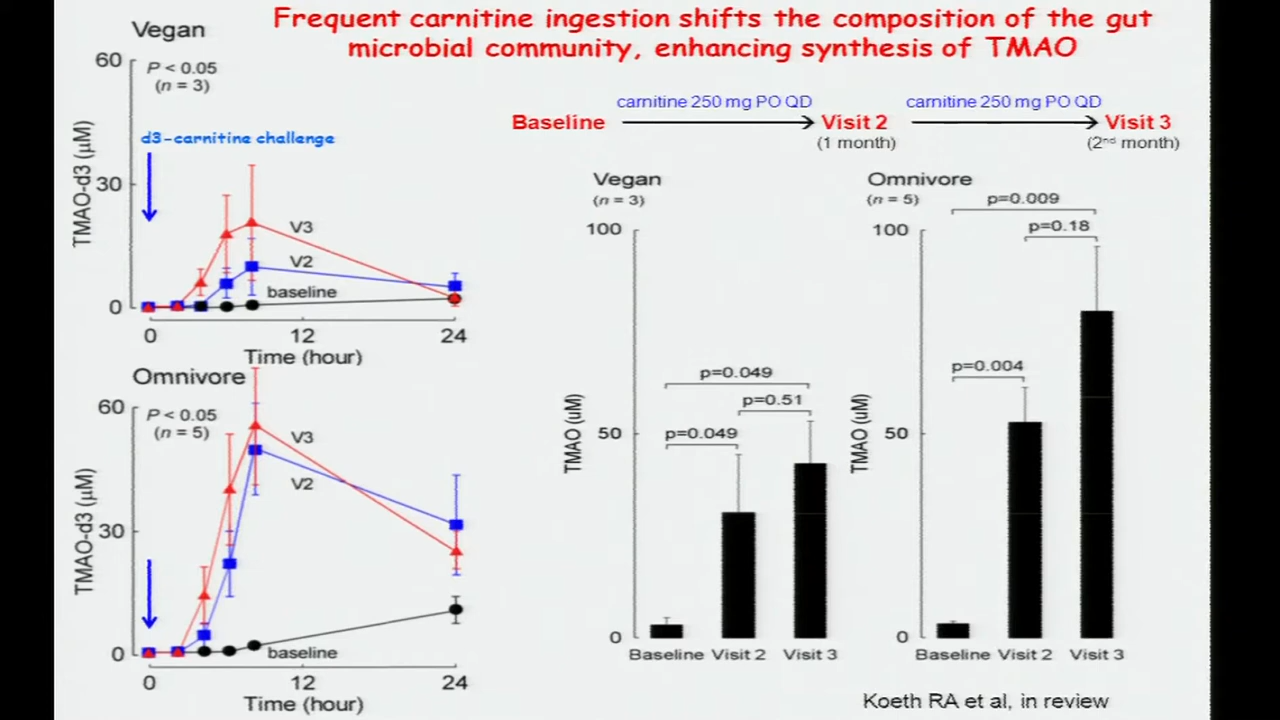 Frequent carnitine ingestion shifts the composition of the gut
microbial community, enhancing synthesis of TMAO
Vegan
60
P < 0.05
(n = 3)
d3-carnitine challenge
TMAO-d3 (µM)
30
V3
V2
baseline
0
0 12 24
Time (hour)
Omnivore
60
P < 0.05
(n = 5)
V3
V2
TMAO-d3 (µM)
30
0
baseline
0 12 24
Time (hour)
carnitine 250 mg PO QD carnitine 250 mg PO QD
Baseline Visit 2 Visit 3
(1 month) (2nd month)
Vegan
(n = 3)
100
p=0.049
p=0.51
p=0.049
TMAO (uM)
50
0
Baseline Visit 2 Visit 3
Omnivore
(n = 5)
p=0.009
100
p=0.18
p=0.004
TMAO (uM)
50
0
Baseline Visit 2 Visit 3
Koeth RA et al, in review